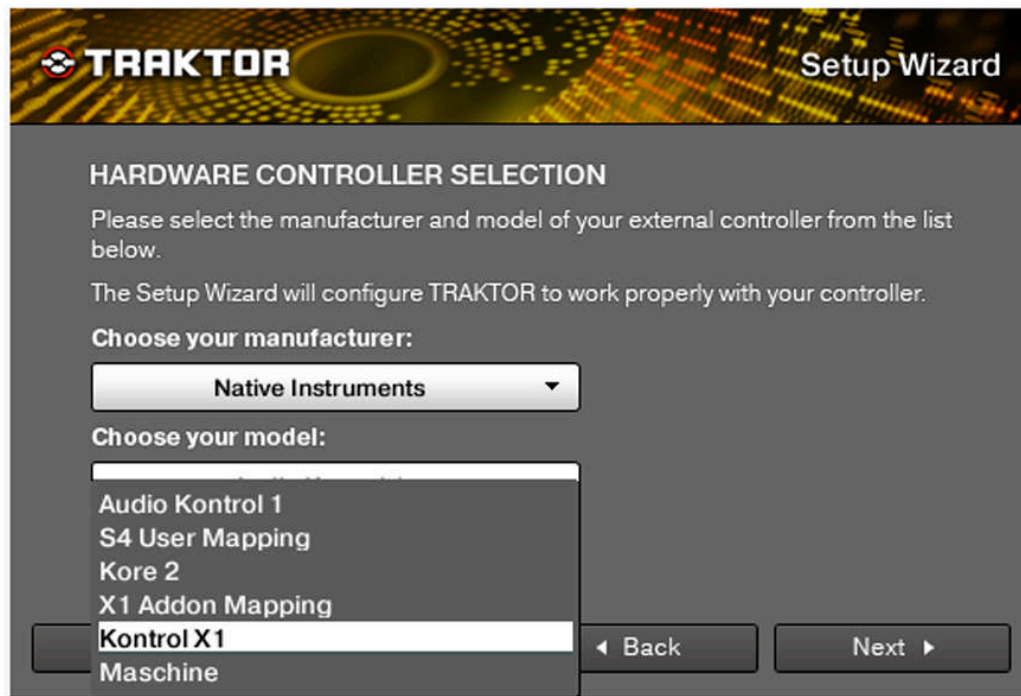 TRAKTOR
Setup Wizard
HARDWARE CONTROLLER SELECTION
Please select the manufacturer and model of your external controller from the list
below.
The Setup Wizard will configure TRAKTOR to work properly with your controller.
Choose your manufacturer:
Native Instruments
Choose your model:
Audio Kontrol 1
S4 User Mapping
Kore 2
X1 Addon Mapping
Kontrol X1
Maschine
Back
Next